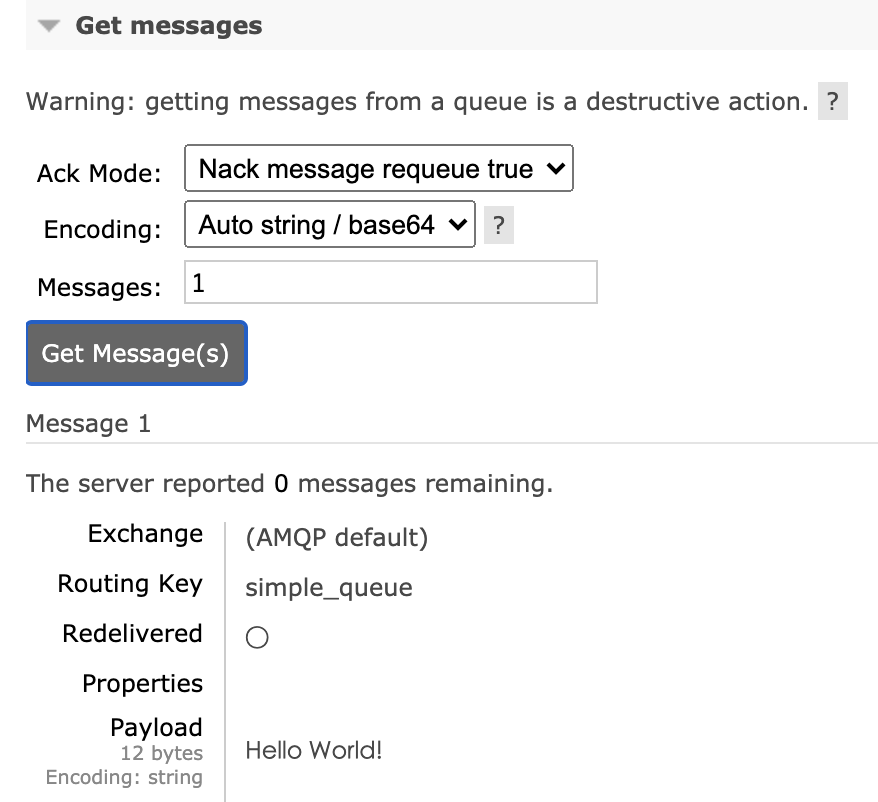 Get messages
Warning: getting messages from a queue is a destructive action. ?
Ack Mode: Nack message requeue true
Encoding: Auto string / base64 ?
Messages: 1
Get Message(s)
Message 1
The server reported 0 messages remaining.
Exchange (AMQP default)
Routing Key simple_queue
Redelivered
Properties
Payload
12 bytes
Encoding: string
Hello World!